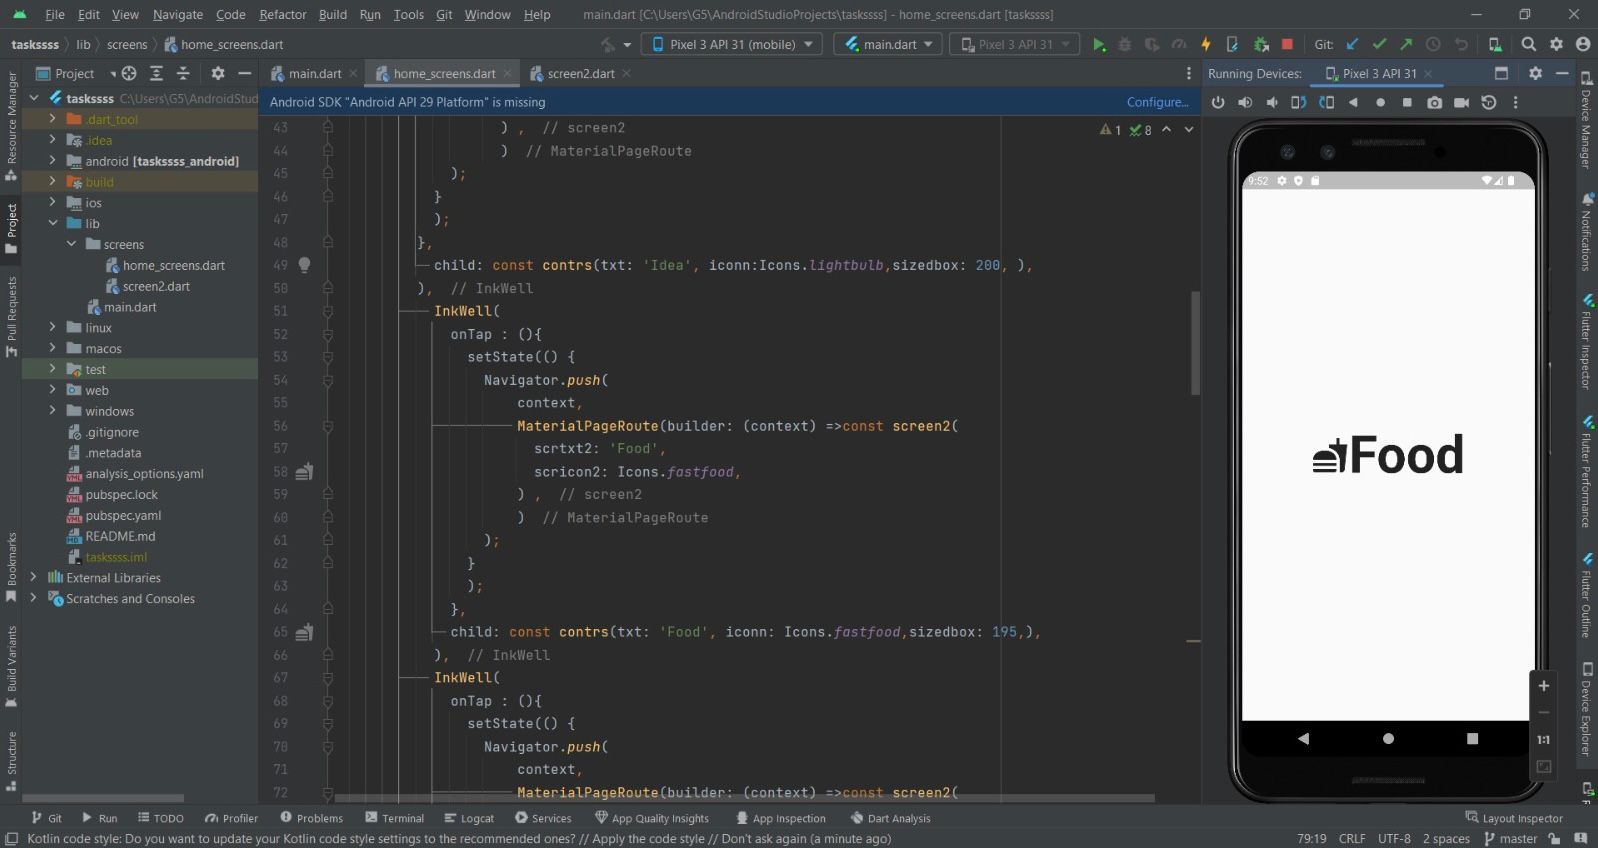 File Edit View Navigate Code Refactor Build Run Tools Git Window Help main.dart [C:\Users\G5\AndroidStudioProjects\taskssss] - home_screens.dart [taskssss]
taskssss lib screens home_screens.dart Pixel 3 API 31 (mobile) main.dart Pixel 3 API 31 Git:
Project main.dart home_screens.dart screen2.dart Running Devices: Pixel 3 API 31
taskssss C:\Users\G5\AndroidStud
.dart_tool
.idea
android [taskssss_android]
build
ios
lib
screens
home_screens.dart
screen2.dart
main.dart
linux
macos
test
web
windows
.gitignore
.metadata
analysis_options.yaml
pubspec.lock
pubspec.yaml
README.md
taskssss.iml
External Libraries
Scratches and Consoles
Resource Manager
Project
Pull Requests
Bookmarks
Build Variants
Structure
Android SDK "Android API 29 Platform" is missing Configure...
1 8
43 ) , // screen2
44 ) // MaterialPageRoute
45 );
46 }
47 );
48 },
49 child: const contrs(txt: 'Idea', iconn:Icons.lightbulb,sizedbox: 200, ),
50 ), // InkWell
51 InkWell(
52 onTap : (){
53 setState(() {
54 Navigator.push(
55 context,
56 MaterialPageRoute(builder: (context) =>const screen2(
57 scrtxt2: 'Food',
58 scricon2: Icons.fastfood,
59 ) , // screen2
60 ) // MaterialPageRoute
61 );
62 }
63 );
64 },
65 child: const contrs(txt: 'Food', iconn: Icons.fastfood,sizedbox: 195,),
66 ), // InkWell
67 InkWell(
68 onTap : (){
69 setState(() {
70 Navigator.push(
71 context,
72 MaterialPageRoute(builder: (context) =>const screen2(
9:52
Food
1:1
Device Manager
Notifications
Flutter Inspector
Flutter Performance
Flutter Outline
Device Explorer
Git Run TODO Profiler Problems Terminal Logcat Services App Quality Insights App Inspection Dart Analysis Layout Inspector
Kotlin code style: Do you want to update your Kotlin code style settings to the recommended ones? // Apply the code style // Don't ask again (a minute ago) 79:19 CRLF UTF-8 2 spaces master